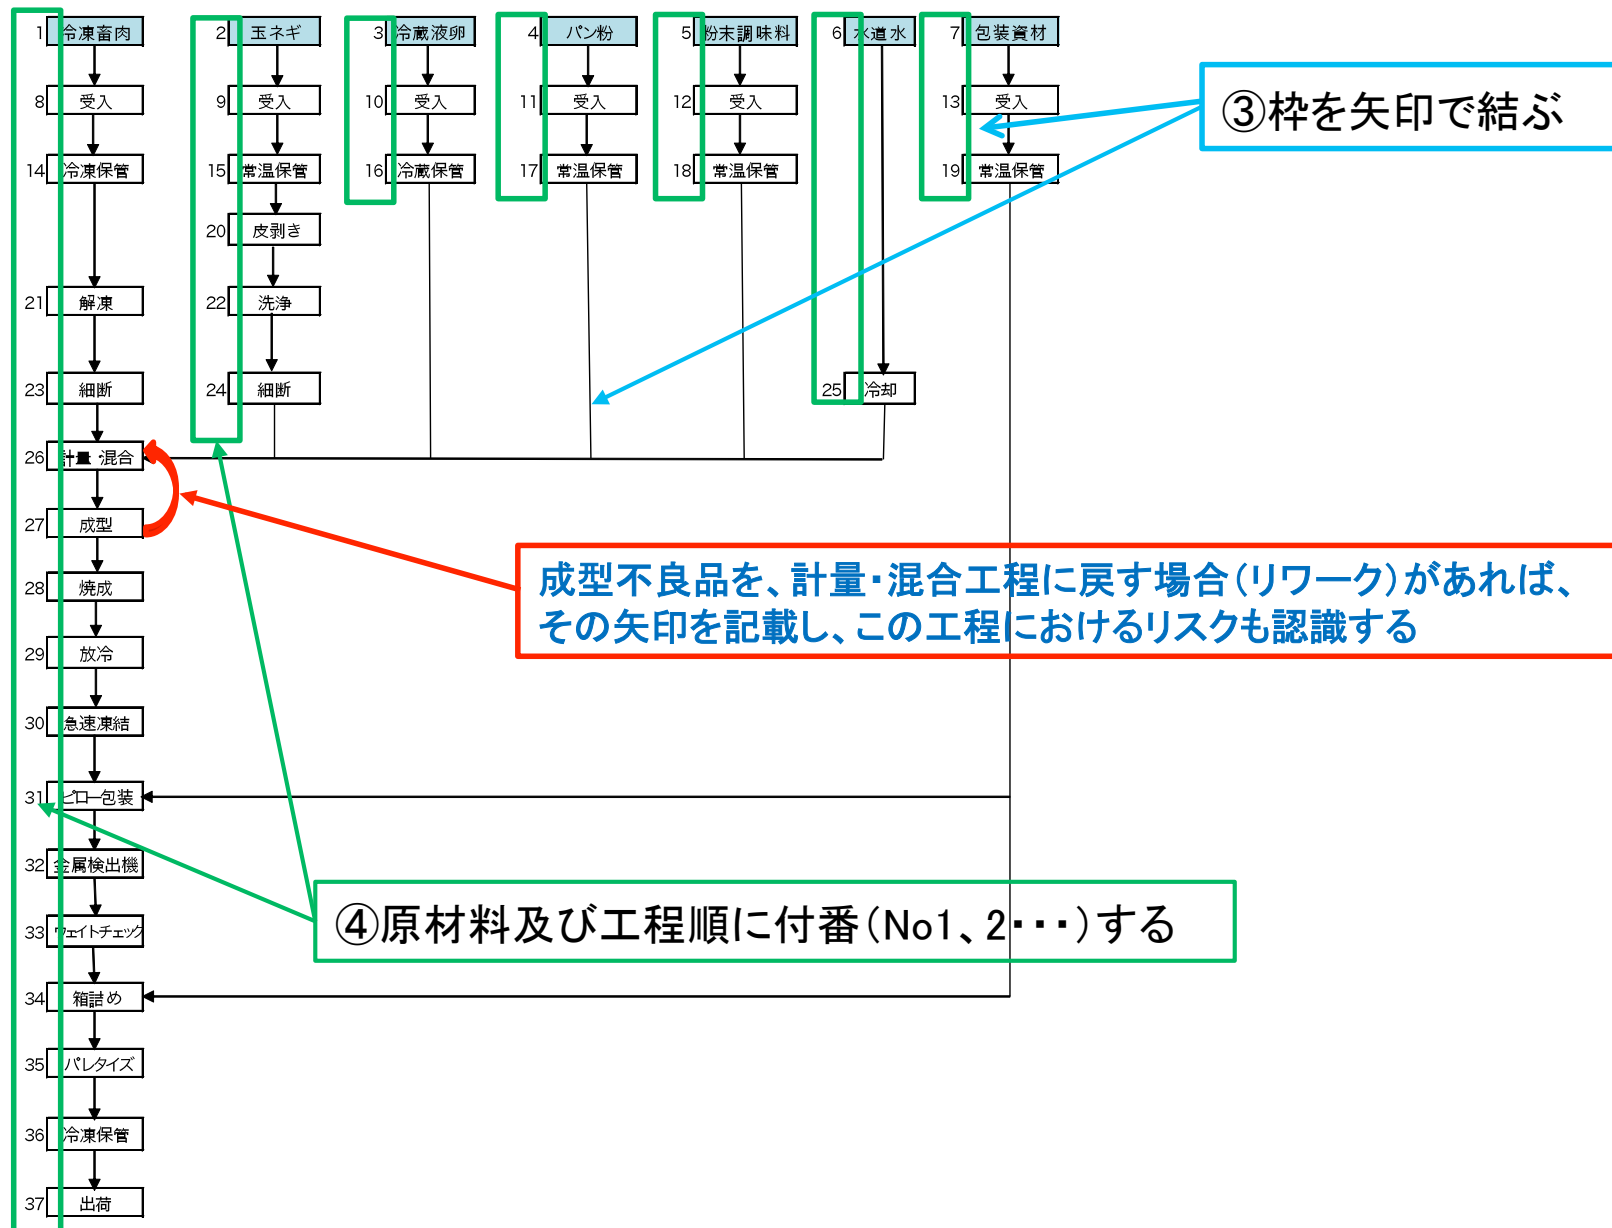 1 冷凍畜肉 2 玉ネギ 3 冷蔵液卵 4 パン粉 5 粉末調味料 6 水道水 7 包装資材
8 受入 9 受入 10 受入 11 受入 12 受入 13 受入
③枠を矢印で結ぶ
14 冷凍保管 15 常温保管 16 冷蔵保管 17 常温保管 18 常温保管 19 常温保管
20 皮剥き
21 解凍 22 洗浄
23 細断 24 細断 25 冷却
26 計量・混合
27 成型
成型不良品を、計量・混合工程に戻す場合(リワーク)があれば、
その矢印を記載し、この工程におけるリスクも認識する
28 焼成
29 放冷
30 急速凍結
31 ピロー包装
32 金属検出機
④原材料及び工程順に付番(No1、2・・・)する
33 ウェイトチェック
34 箱詰め
35 パレタイズ
36 冷凍保管
37 出荷